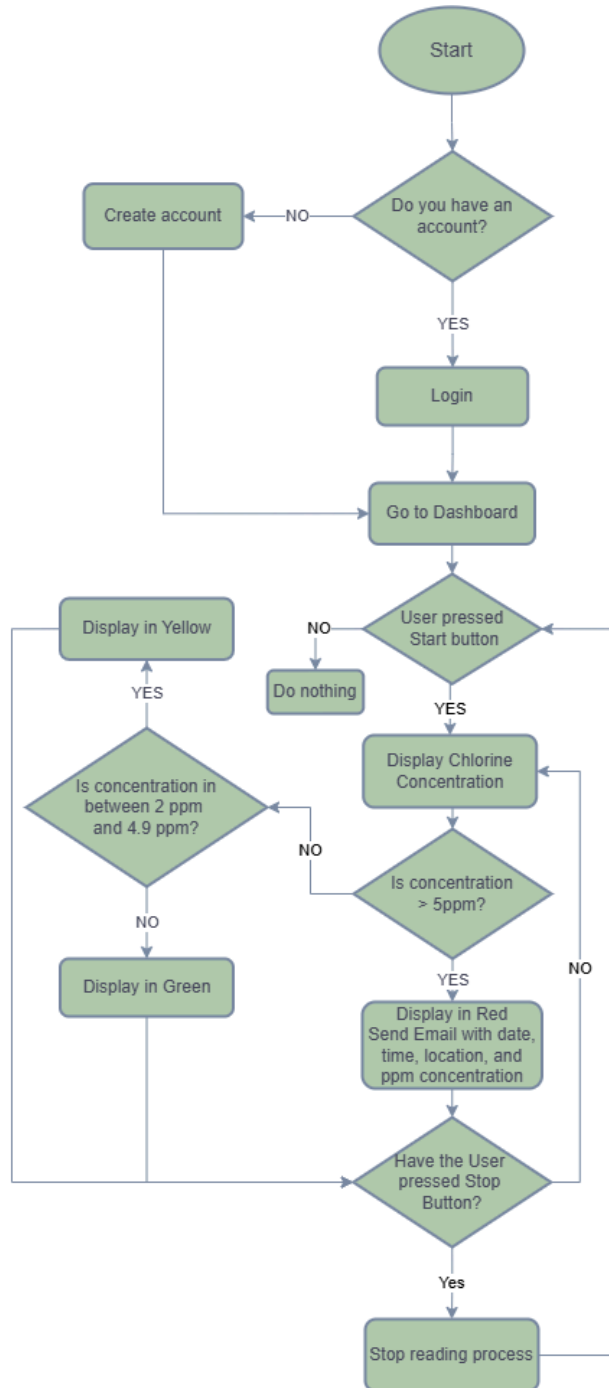 Start
Do you have an
account?
NO
Create account
YES
Login
Go to Dashboard
User pressed
Start button
NO
Do nothing
YES
Display Chlorine
Concentration
Is concentration
> 5ppm?
NO
Is concentration in
between 2 ppm
and 4.9 ppm?
YES
Display in Yellow
NO
Display in Green
YES
Display in Red
Send Email with date,
time, location, and
ppm concentration
Have the User
pressed Stop
Button?
NO
Yes
Stop reading process